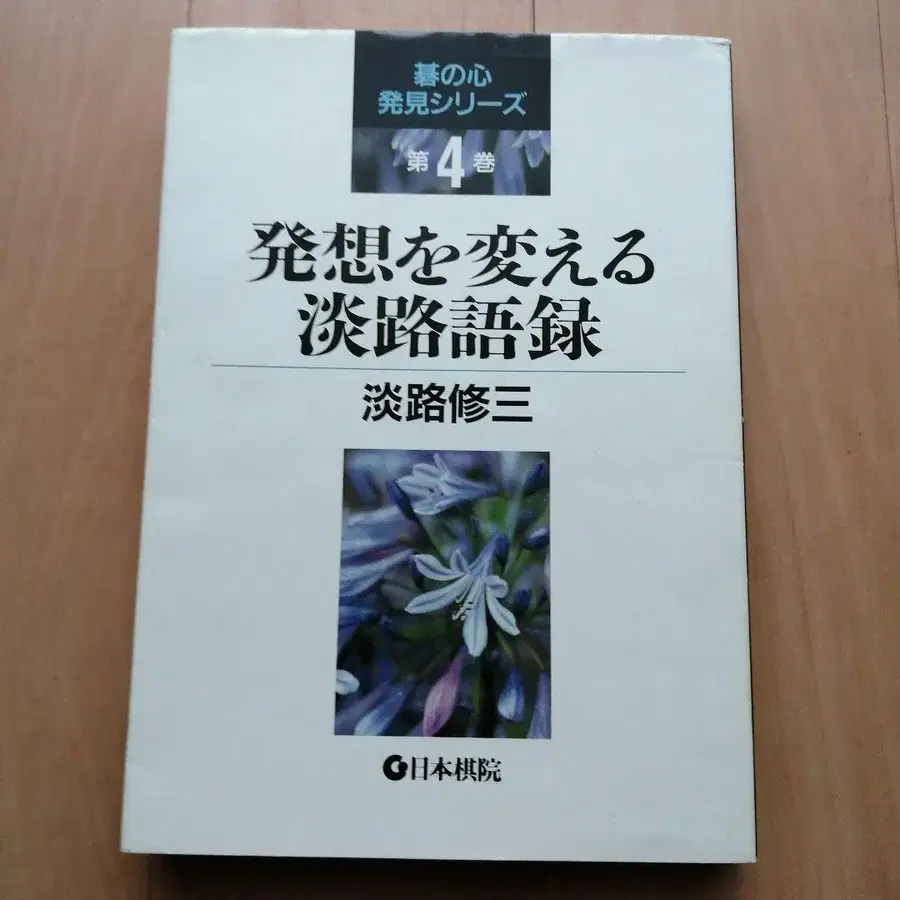 碁の心
発見シリーズ
第4巻
発想を変える
淡路語録
淡路修三
日本棋院